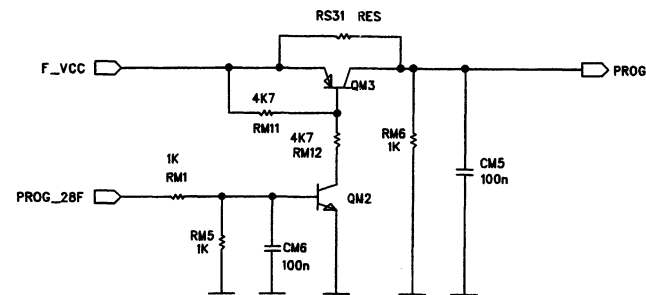 RS31 RES
F_VCC
QM3
PROG
4K7
RM11
4K7
RM12
RM6
1K
CM5
100n
1K
RM1
PROG_28F
QM2
RM5
1K
CM6
100n